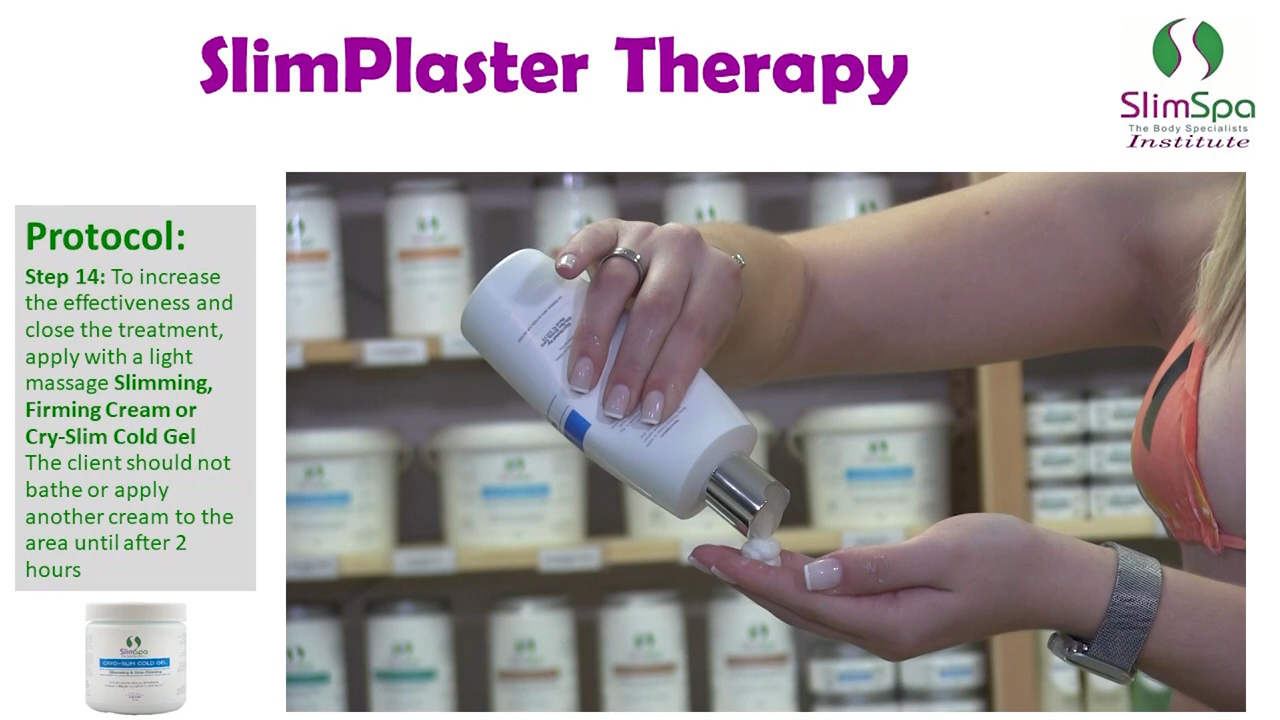 SlimPlaster Therapy
SlimSpa
The Body Specialists
Institute
Protocol:
Step 14: To increase
the effectiveness and
close the treatment,
apply with a light
massage Slimming,
Firming Cream or
Cry-Slim Cold Gel
The client should not
bathe or apply
another cream to the
area until after 2
hours
SlimSpa
CRYO-SLIM COLD GEL